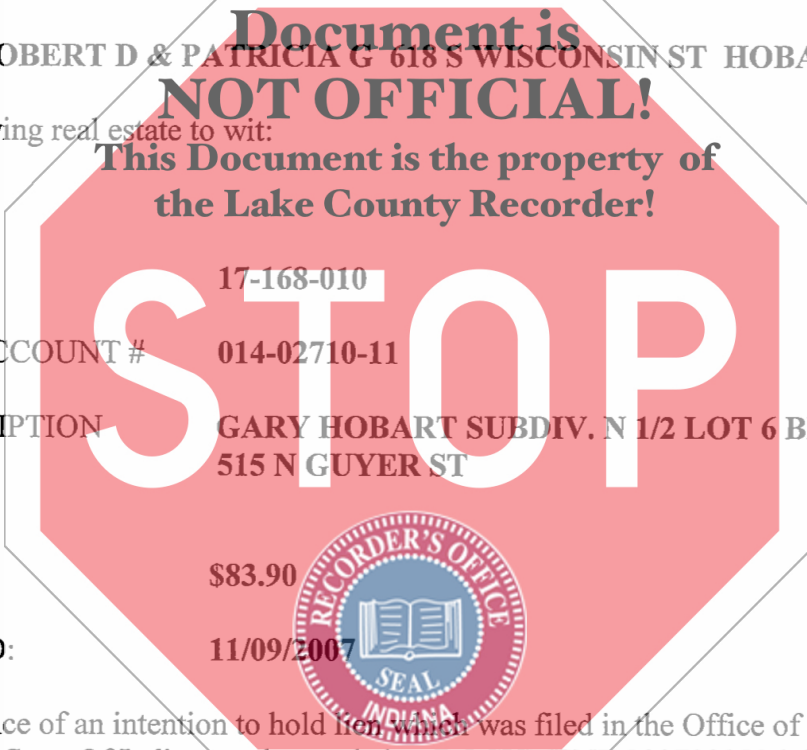 Document is
OBERT D & PATRICIA G 618 S WISCONSIN ST HOBA
NOT OFFICIAL!
ing real estate to wit:
This Document is the property of
the Lake County Recorder!
17-168-010
STOP
CCOUNT # 014-02710-11
IPTION GARY HOBART SUBDIV. N 1/2 LOT 6 B
515 N GUYER ST
$83.90
RECORDER'S OFFICE
11/09/2007
SEAL
INDIANA
ce of an intention to hold lien which was filed in the Office of